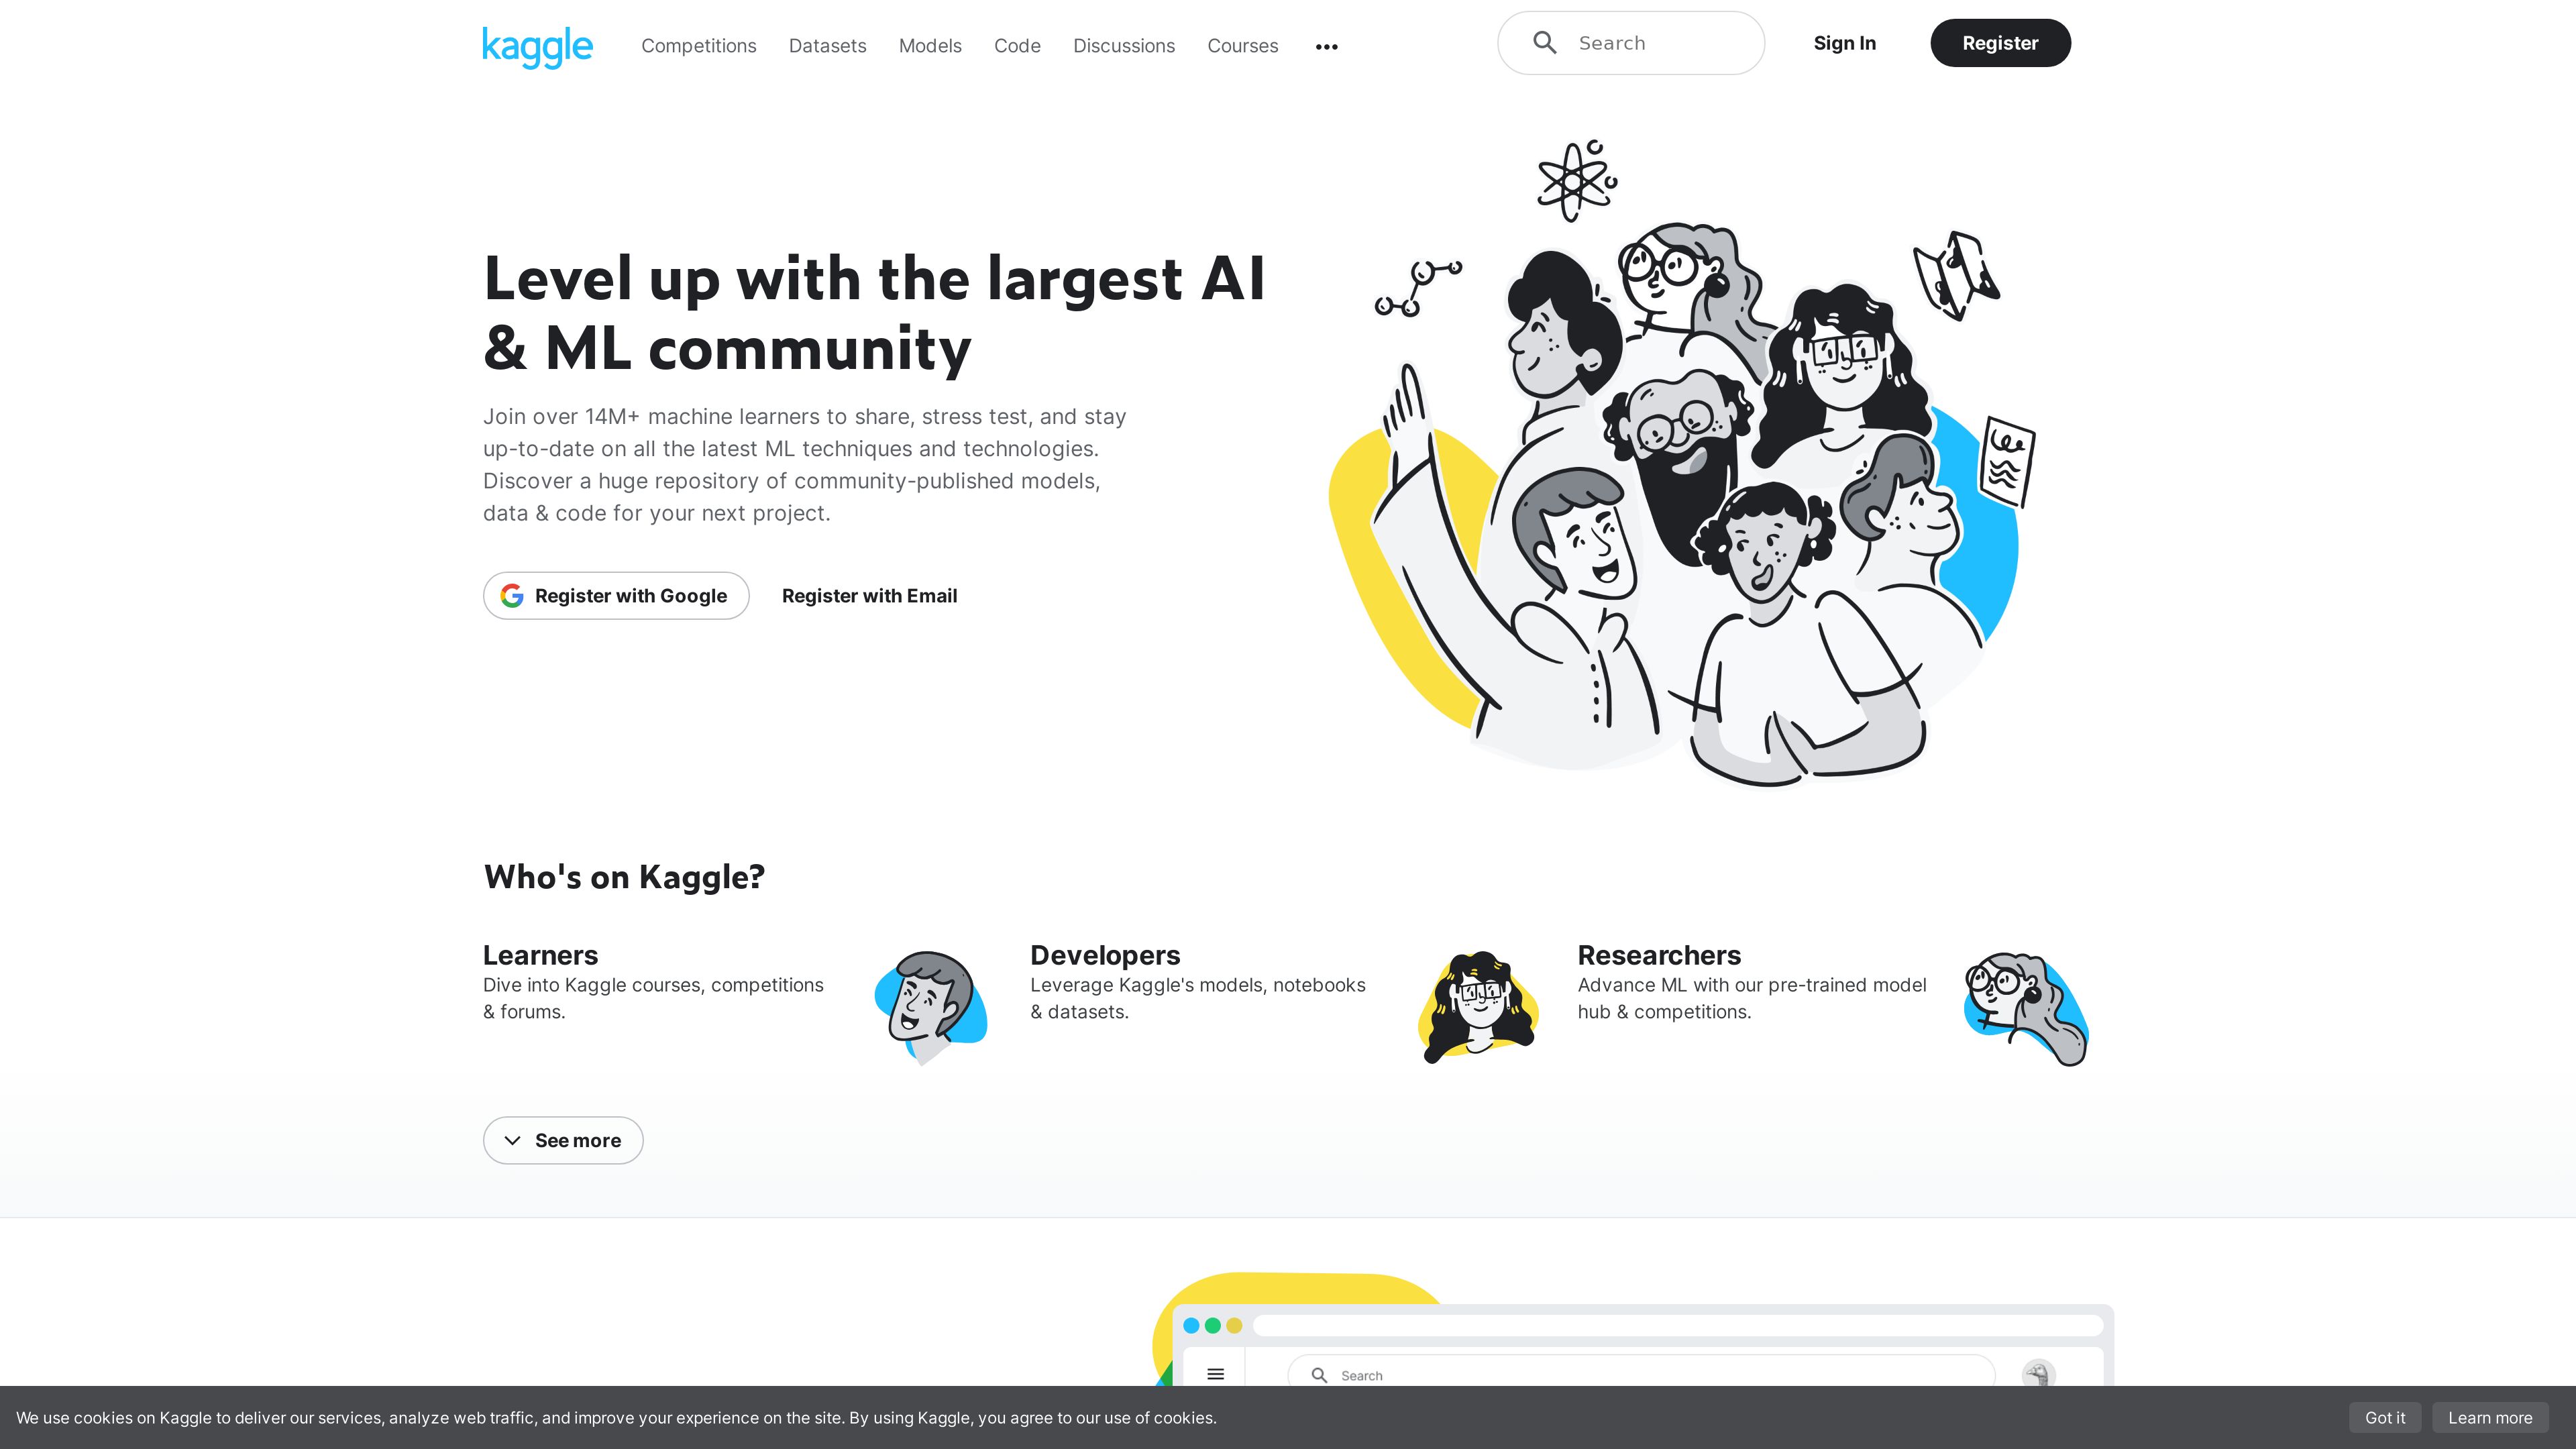 kaggle
Competitions Datasets Models Code Discussions Courses
Search
Sign In
Register
Level up with the largest AI
& ML community
Join over 14M+ machine learners to share, stress test, and stay
up-to-date on all the latest ML techniques and technologies.
Discover a huge repository of community-published models,
data & code for your next project.
Register with Google
Register with Email
Who's on Kaggle?
Learners
Dive into Kaggle courses, competitions
& forums.
Developers
Leverage Kaggle's models, notebooks
& datasets.
Researchers
Advance ML with our pre-trained model
hub & competitions.
See more
Search
We use cookies on Kaggle to deliver our services, analyze web traffic, and improve your experience on the site. By using Kaggle, you agree to our use of cookies.
Got it
Learn more